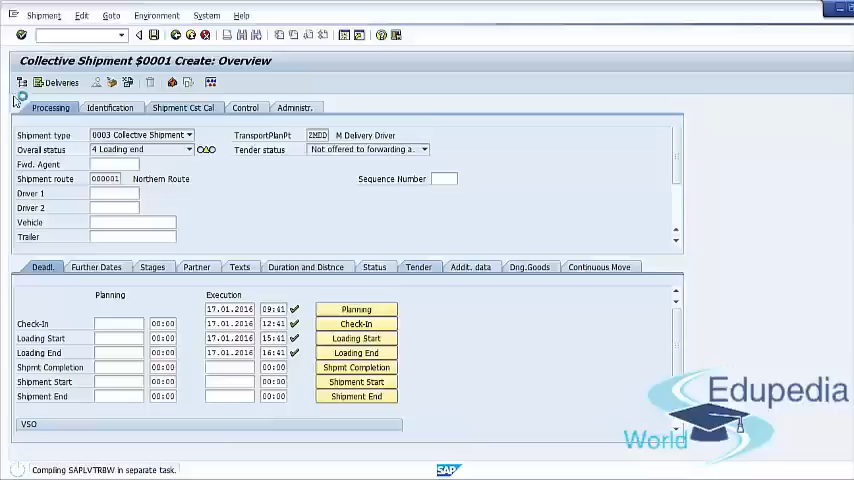 Shipment Edit Goto Environment System Help
Collective Shipment $0001 Create: Overview
Deliveries
Processing Identification Shipment Cst Cal Control Administr.
Shipment type 0003 Collective Shipment TransportPlanPt ZMDD M Delivery Driver
Overall status 4 Loading end Tender status Not offered to forwarding a.
Fwd. Agent
Shipment route 000001 Northern Route Sequence Number
Driver 1
Driver 2
Vehicle
Trailer
Deadl. Further Dates Stages Partner Texts Duration and Distnce Status Tender Addit. data Dng.Goods Continuous Move
Planning Execution
17.01.2016 09:41 Planning
Check-In 00:00 17.01.2016 12:41 Check-In
Loading Start 00:00 17.01.2016 15:41 Loading Start
Loading End 00:00 17.01.2016 16:41 Loading End
Shpmt Completion 00:00 00:00 Shpmt Completion
Shipment Start 00:00 00:00 Shipment Start
Shipment End 00:00 00:00 Shipment End
VSO
Edupedia
World
Compiling SAPLVTRBW in separate task.
SAP